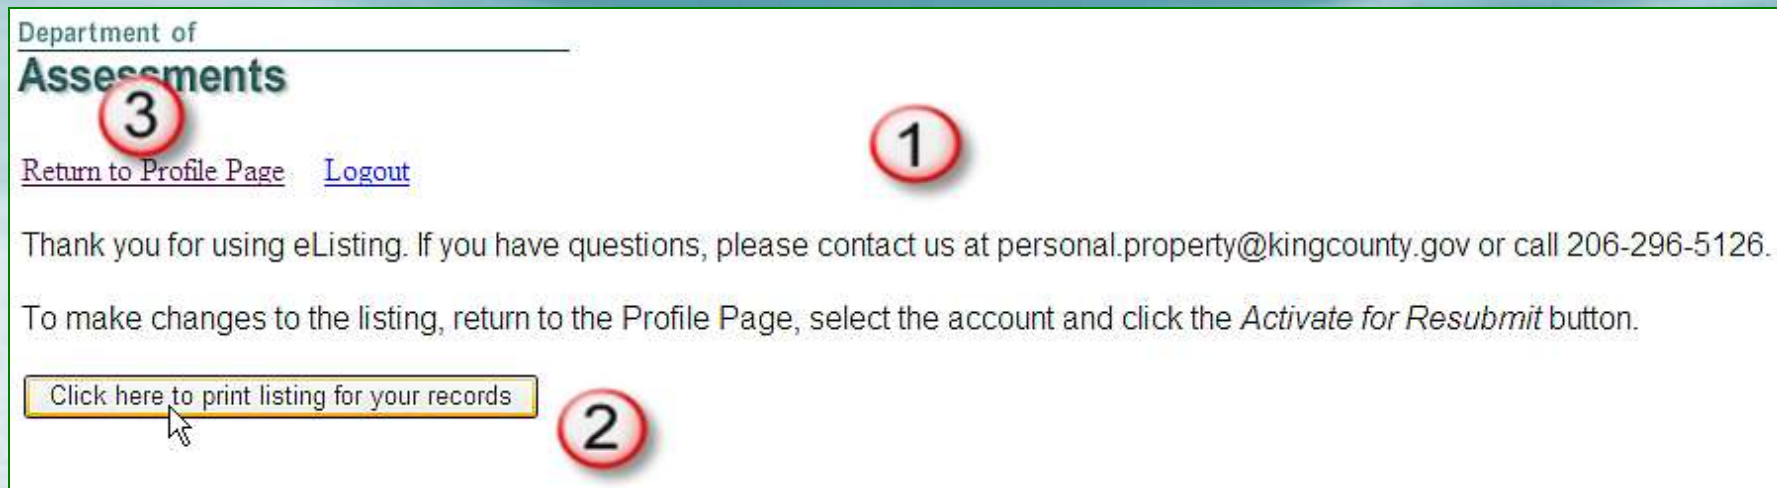 Department of
Assessments
3
1
Return to Profile Page Logout
Thank you for using eListing. If you have questions, please contact us at personal.property@kingcounty.gov or call 206-296-5126.
To make changes to the listing, return to the Profile Page, select the account and click the Activate for Resubmit button.
Click here to print listing for your records
2